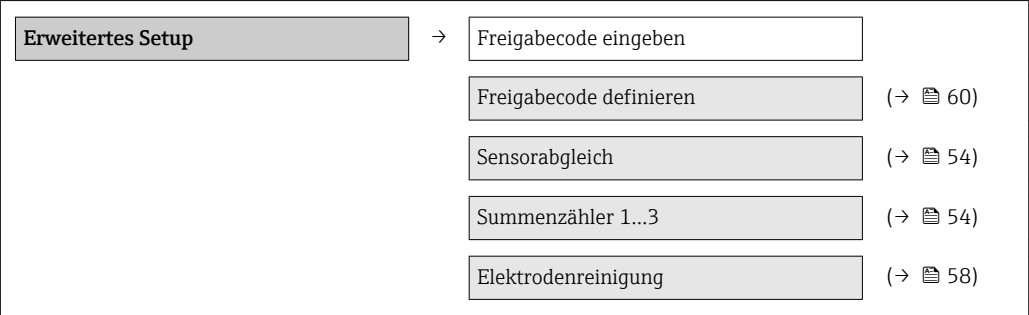 Erweitertes Setup → Freigabecode eingeben
Freigabecode definieren (→ 60)
Sensorabgleich (→ 54)
Summenzähler 1...3 (→ 54)
Elektrodenreinigung (→ 58)